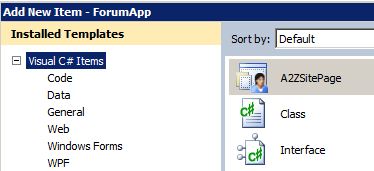 Add New Item - ForumApp
Installed Templates
Sort by: Default
Visual C# Items
Code
Data
General
Web
Windows Forms
WPF
A2ZSitePage
Class
Interface